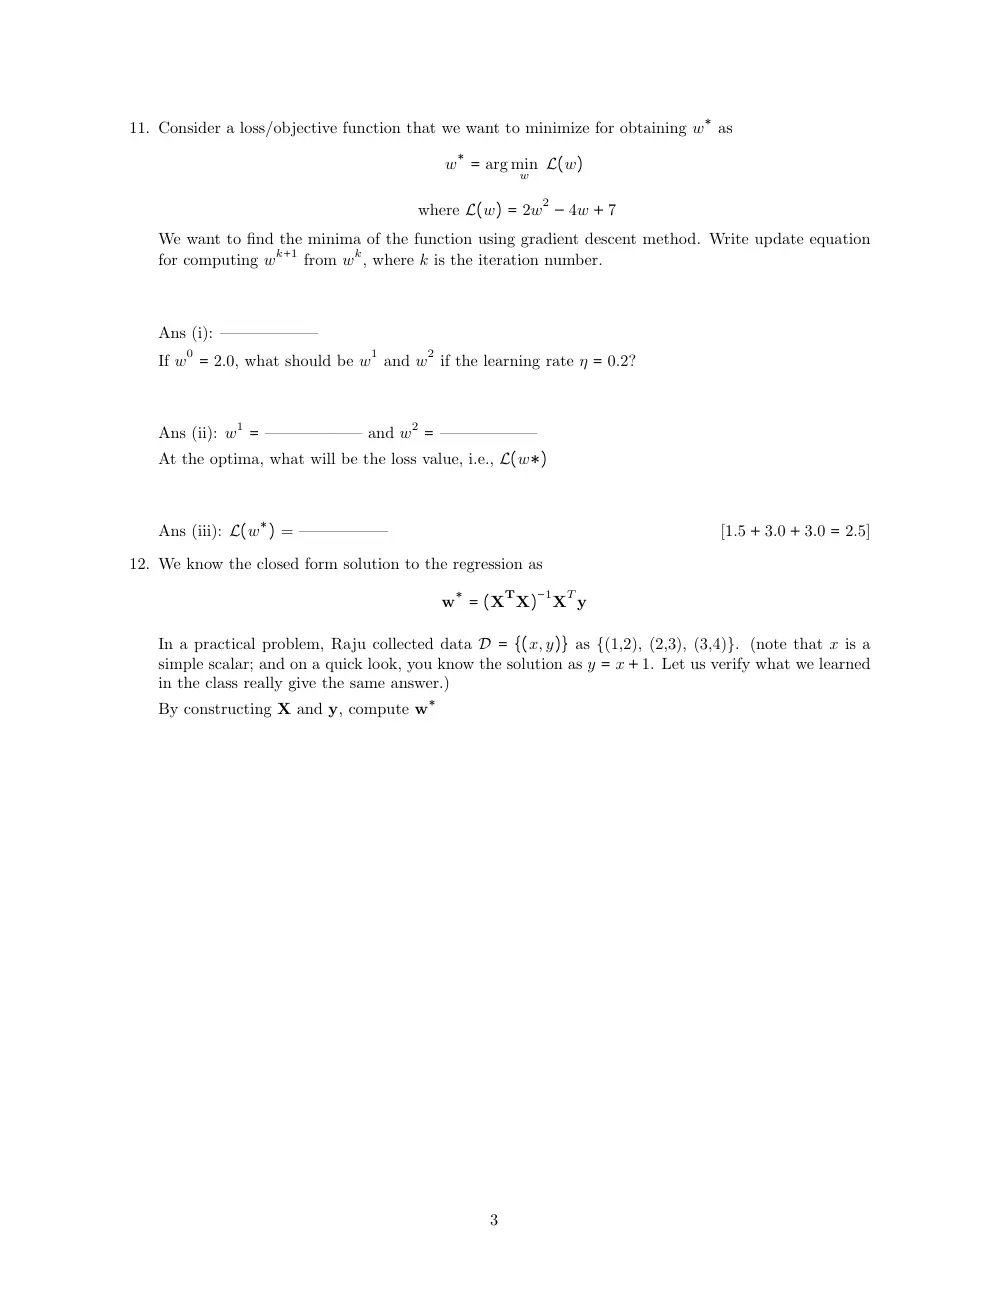 11. Consider a loss/objective function that we want to minimize for obtaining w* as
w* = arg min_w ℒ(w)
where ℒ(w) = 2w² − 4w + 7
We want to find the minima of the function using gradient descent method. Write update equation
for computing w^{k+1} from w^k, where k is the iteration number.
Ans (i): ——————
If w⁰ = 2.0, what should be w¹ and w² if the learning rate η = 0.2?
Ans (ii): w¹ = —————— and w² = ——————
At the optima, what will be the loss value, i.e., ℒ(w*)
Ans (iii): ℒ(w*) = —————— [1.5 + 3.0 + 3.0 = 2.5]
12. We know the closed form solution to the regression as
w* = (X^T X)^{−1} X^T y
In a practical problem, Raju collected data 𝒟 = {(x, y)} as {(1,2), (2,3), (3,4)}. (note that x is a
simple scalar; and on a quick look, you know the solution as y = x + 1. Let us verify what we learned
in the class really give the same answer.)
By constructing X and y, compute w*
3